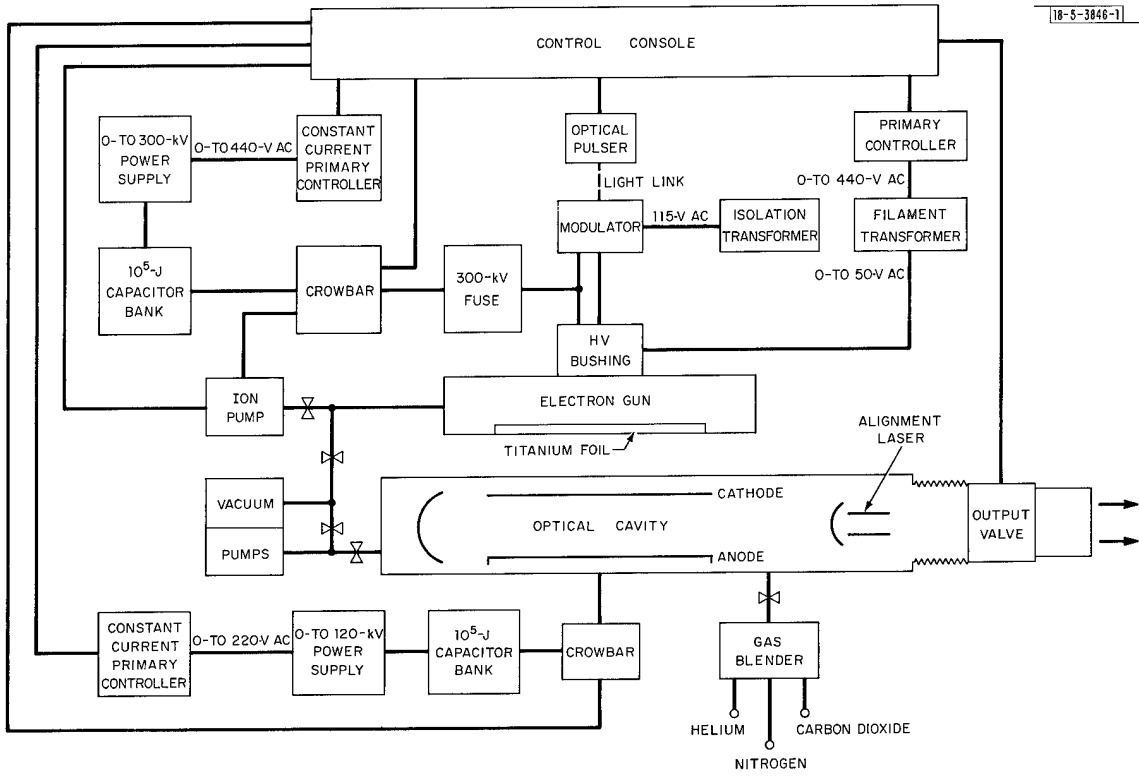 18-5-3846-1
CONTROL CONSOLE
0-TO 300-kV
POWER
SUPPLY
0-TO 440-V AC
CONSTANT
CURRENT
PRIMARY
CONTROLLER
OPTICAL
PULSER
PRIMARY
CONTROLLER
LIGHT LINK
0-TO 440-V AC
MODULATOR
115-V AC
ISOLATION
TRANSFORMER
FILAMENT
TRANSFORMER
10⁵-J
CAPACITOR
BANK
CROWBAR
300-kV
FUSE
0-TO 50-V AC
HV
BUSHING
ION
PUMP
ELECTRON GUN
TITANIUM FOIL
ALIGNMENT
LASER
VACUUM
PUMPS
CATHODE
OPTICAL CAVITY
ANODE
OUTPUT
VALVE
CONSTANT
CURRENT
PRIMARY
CONTROLLER
0-TO 220-V AC
0-TO 120-kV
POWER
SUPPLY
10⁵-J
CAPACITOR
BANK
CROWBAR
GAS
BLENDER
HELIUM
CARBON DIOXIDE
NITROGEN